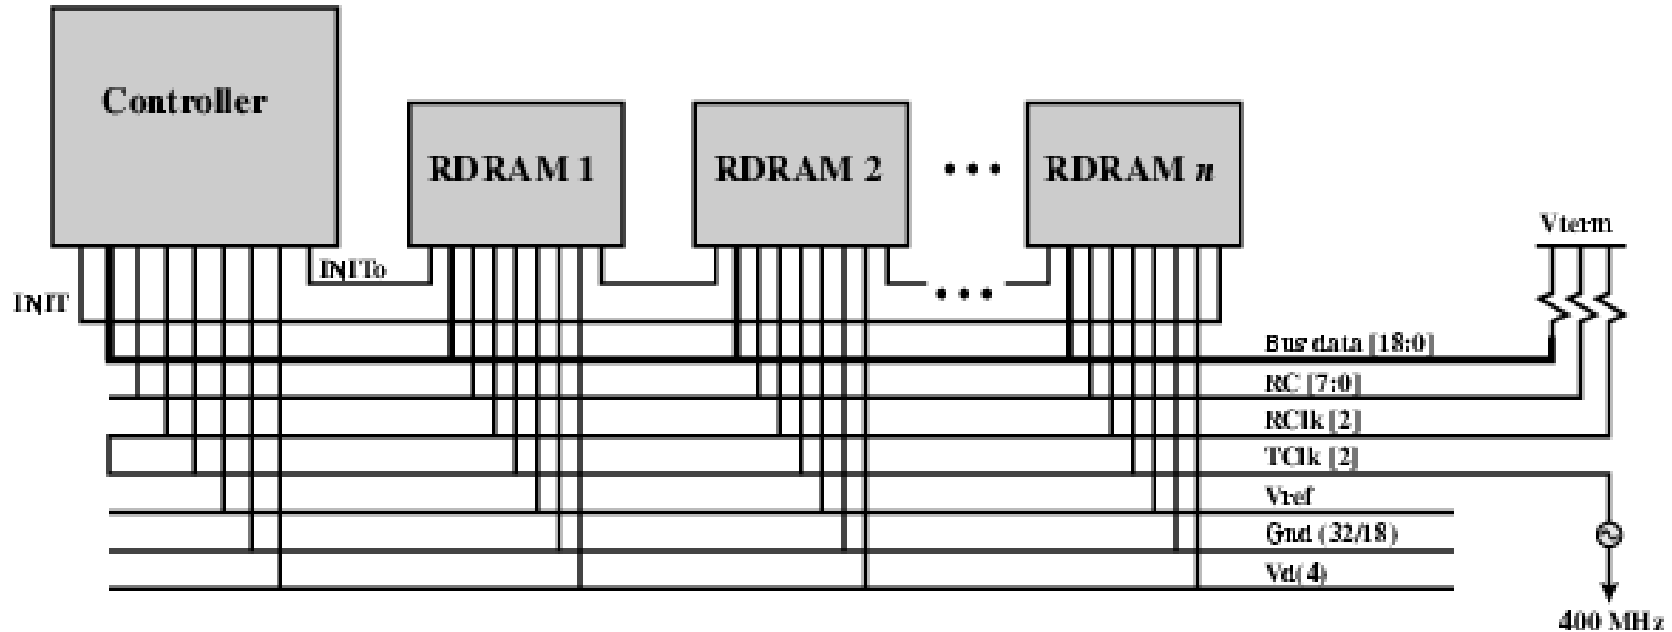 Controller
RDRAM 1
RDRAM 2
• • •
RDRAM n
Vterm
INITo
INIT
• • •
Bus data [18:0]
RC [7:0]
RClk [2]
TClk [2]
Vref
Gnd (32/18)
Vd(4)
400 MHz